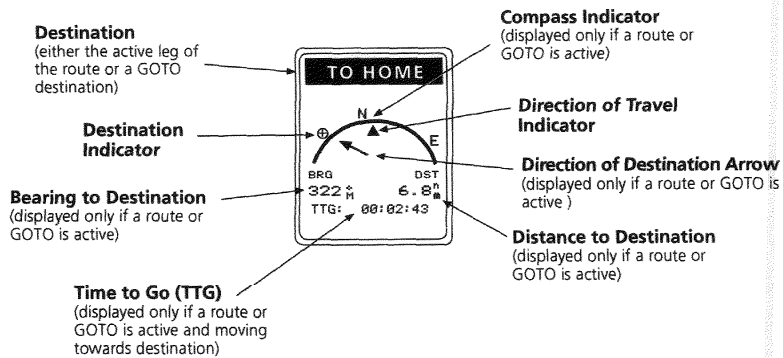 Destination
(either the active leg of
the route or a GOTO
destination)
Destination
Indicator
Bearing to Destination
(displayed only if a route or
GOTO is active)
Time to Go (TTG)
(displayed only if a route or
GOTO is active and moving
towards destination)
TO HOME
N
E
BRG
DST
322°M
6.8nm
TTG: 00:02:43
Compass Indicator
(displayed only if a route or
GOTO is active)
Direction of Travel
Indicator
Direction of Destination Arrow
(displayed only if a route or GOTO is
active )
Distance to Destination
(displayed only if a route or
GOTO is active)